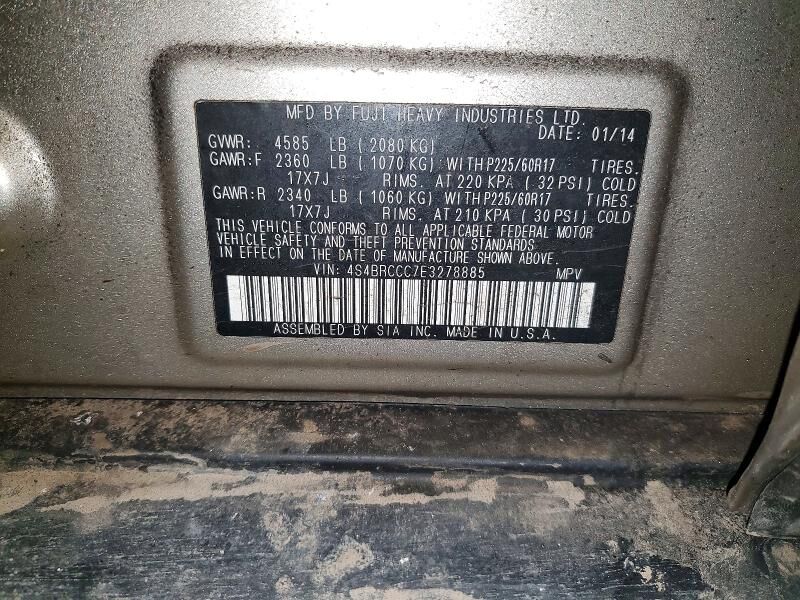 MFD BY FUJI HEAVY INDUSTRIES LTD.
DATE: 01/14
GVWR: 4585 LB ( 2080 KG)
GAWR:F 2360 LB ( 1070 KG) WITH P225/60R17 TIRES.
17X7J RIMS. AT 220 KPA ( 32 PSI) COLD
GAWR:R 2340 LB ( 1060 KG) WITH P225/60R17 TIRES.
17X7J RIMS. AT 210 KPA ( 30 PSI) COLD
THIS VEHICLE CONFORMS TO ALL APPLICABLE FEDERAL MOTOR
VEHICLE SAFETY AND THEFT PREVENTION STANDARDS
IN EFFECT ON THE DATE OF MANUFACTURE SHOWN ABOVE.
VIN: 4S4BRCCC7E3278885 MPV
ASSEMBLED BY SIA INC. MADE IN U.S.A.